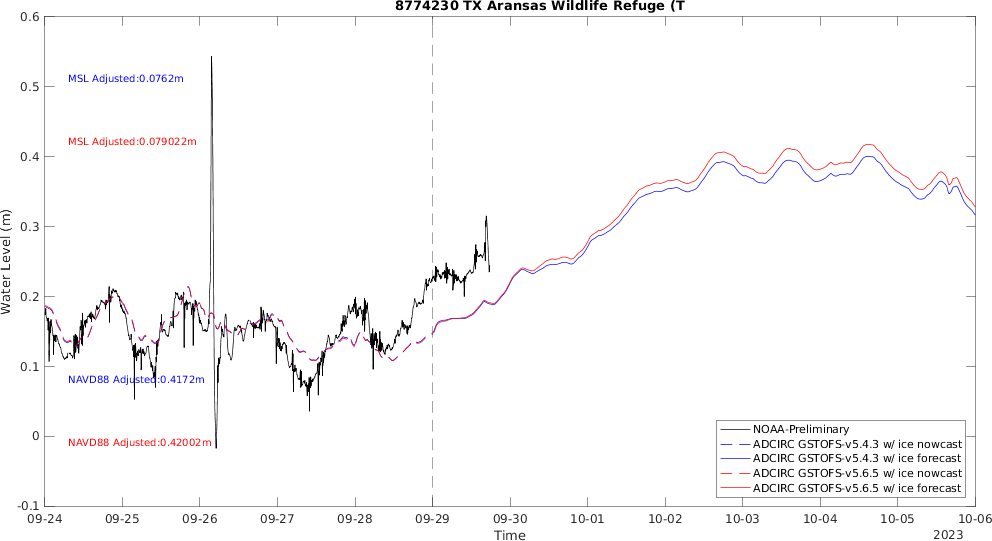 8774230 TX Aransas Wildlife Refuge (T
0.6
0.5
0.4
0.3
0.2
0.1
0
-0.1
Water Level (m)
MSL Adjusted:0.0762m
MSL Adjusted:0.079022m
NAVD88 Adjusted:0.4172m
NAVD88 Adjusted:0.42002m
NOAA-Preliminary
ADCIRC GSTOFS-v5.4.3 w/ ice nowcast
ADCIRC GSTOFS-v5.4.3 w/ ice forecast
ADCIRC GSTOFS-v5.6.5 w/ ice nowcast
ADCIRC GSTOFS-v5.6.5 w/ ice forecast
09-24 09-25 09-26 09-27 09-28 09-29 09-30 10-01 10-02 10-03 10-04 10-05 10-06
Time
2023